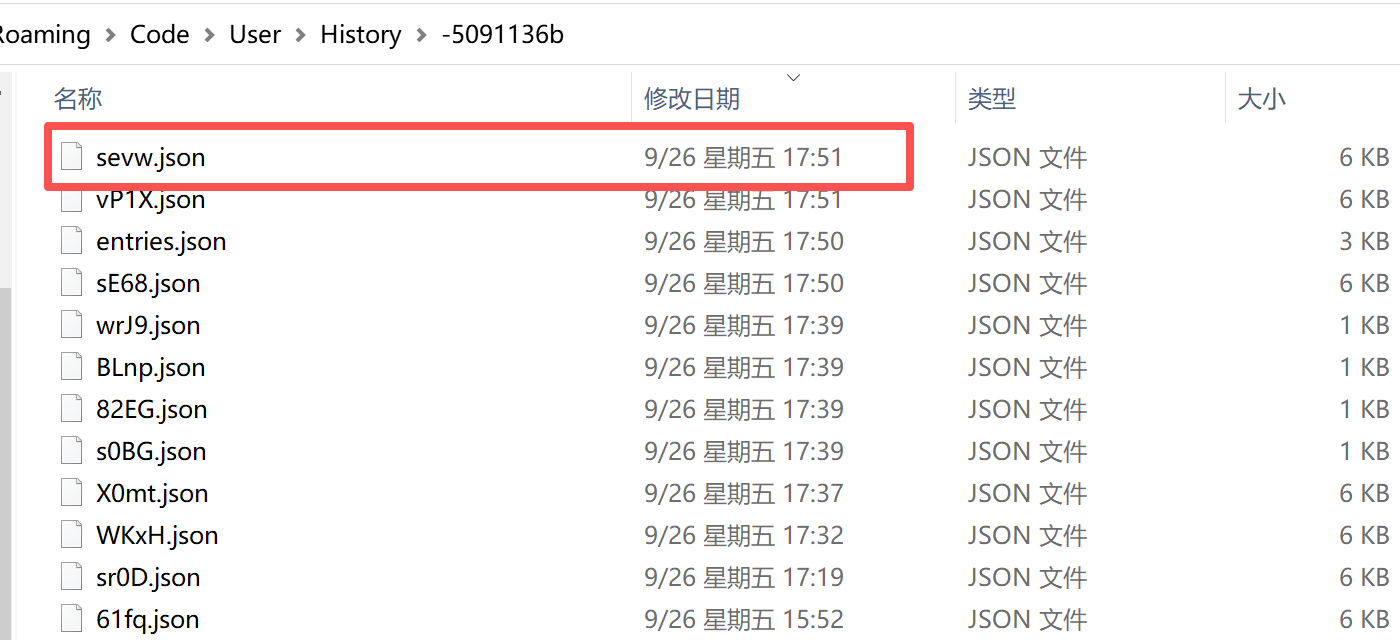 Roaming > Code > User > History > -5091136b
名称 修改日期 类型 大小
sevw.json 9/26 星期五 17:51 JSON 文件 6 KB
vP1X.json 9/26 星期五 17:51 JSON 文件 6 KB
entries.json 9/26 星期五 17:50 JSON 文件 3 KB
sE68.json 9/26 星期五 17:50 JSON 文件 6 KB
wrJ9.json 9/26 星期五 17:39 JSON 文件 1 KB
BLnp.json 9/26 星期五 17:39 JSON 文件 1 KB
82EG.json 9/26 星期五 17:39 JSON 文件 1 KB
s0BG.json 9/26 星期五 17:39 JSON 文件 1 KB
X0mt.json 9/26 星期五 17:37 JSON 文件 6 KB
WKxH.json 9/26 星期五 17:32 JSON 文件 6 KB
sr0D.json 9/26 星期五 17:19 JSON 文件 6 KB
61fq.json 9/26 星期五 15:52 JSON 文件 6 KB